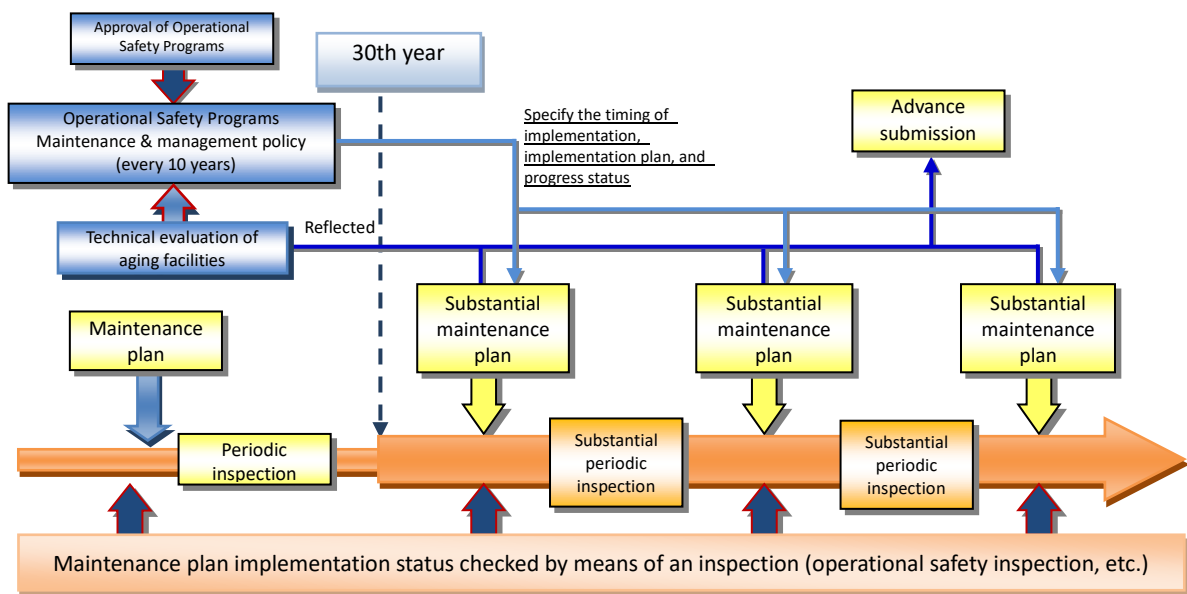 Approval of Operational
Safety Programs
30th year
Operational Safety Programs
Maintenance & management policy
(every 10 years)
Specify the timing of
implementation,
implementation plan, and
progress status
Advance
submission
Technical evaluation of
aging facilities
Reflected
Maintenance
plan
Substantial
maintenance
plan
Substantial
maintenance
plan
Substantial
maintenance
plan
Periodic
inspection
Substantial
periodic
inspection
Substantial
periodic
inspection
Maintenance plan implementation status checked by means of an inspection (operational safety inspection, etc.)